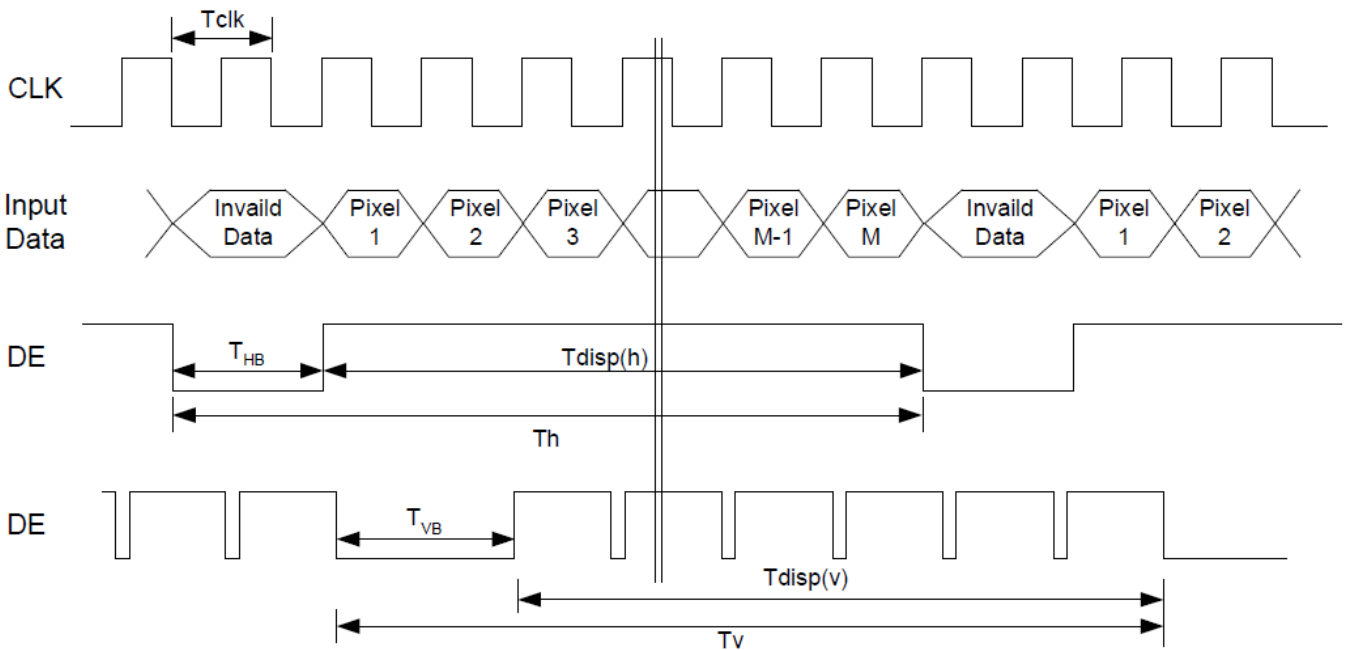 Tclk
CLK
Input
Data
Invaild
Data
Pixel
1
Pixel
2
Pixel
3
Pixel
M-1
Pixel
M
Invaild
Data
Pixel
1
Pixel
2
DE
THB
Tdisp(h)
Th
DE
TVB
Tdisp(v)
Tv